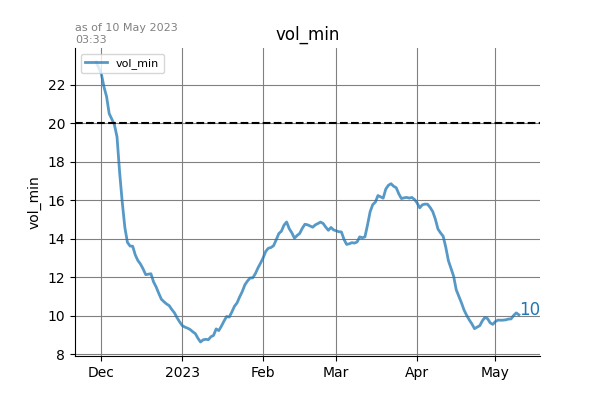 as of 10 May 2023
03:33
vol_min
vol_min
22
20
18
16
14
12
10
8
vol_min
10
Dec
2023
Feb
Mar
Apr
May